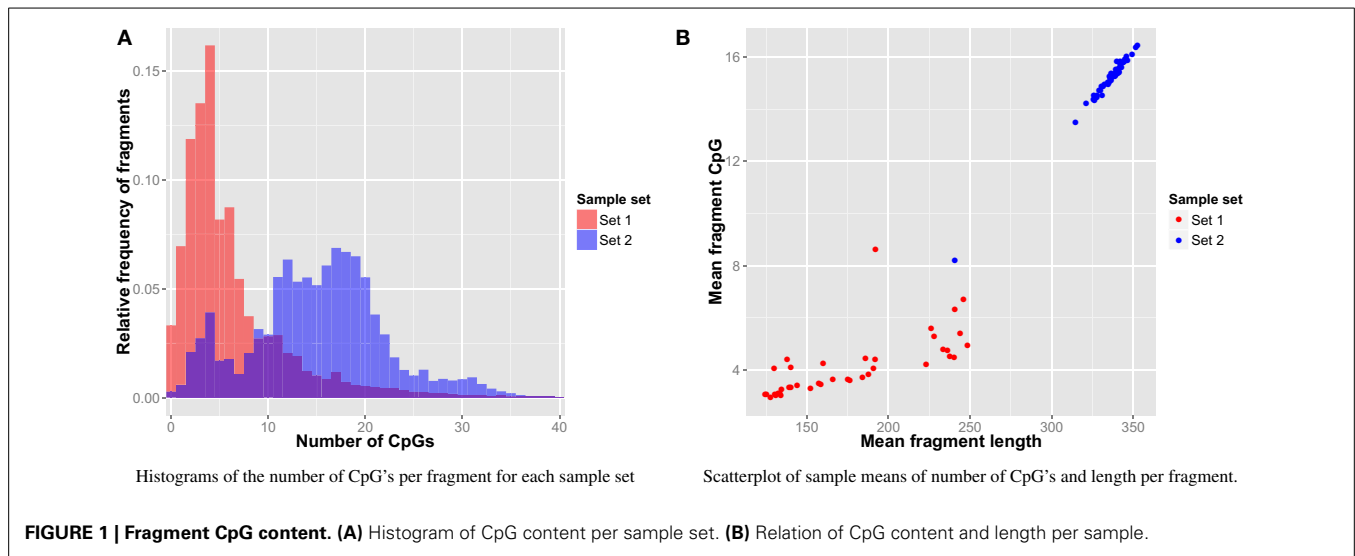 A
Relative frequency of fragments
0.15
0.10
0.05
0.00
0
10
20
30
40
Number of CpGs
Sample set
Set 1
Set 2
Histograms of the number of CpG's per fragment for each sample set
B
Mean fragment CpG
16
12
8
4
150
200
250
300
350
Mean fragment length
Sample set
Set 1
Set 2
Scatterplot of sample means of number of CpG's and length per fragment.
FIGURE 1 | Fragment CpG content. (A) Histogram of CpG content per sample set. (B) Relation of CpG content and length per sample.